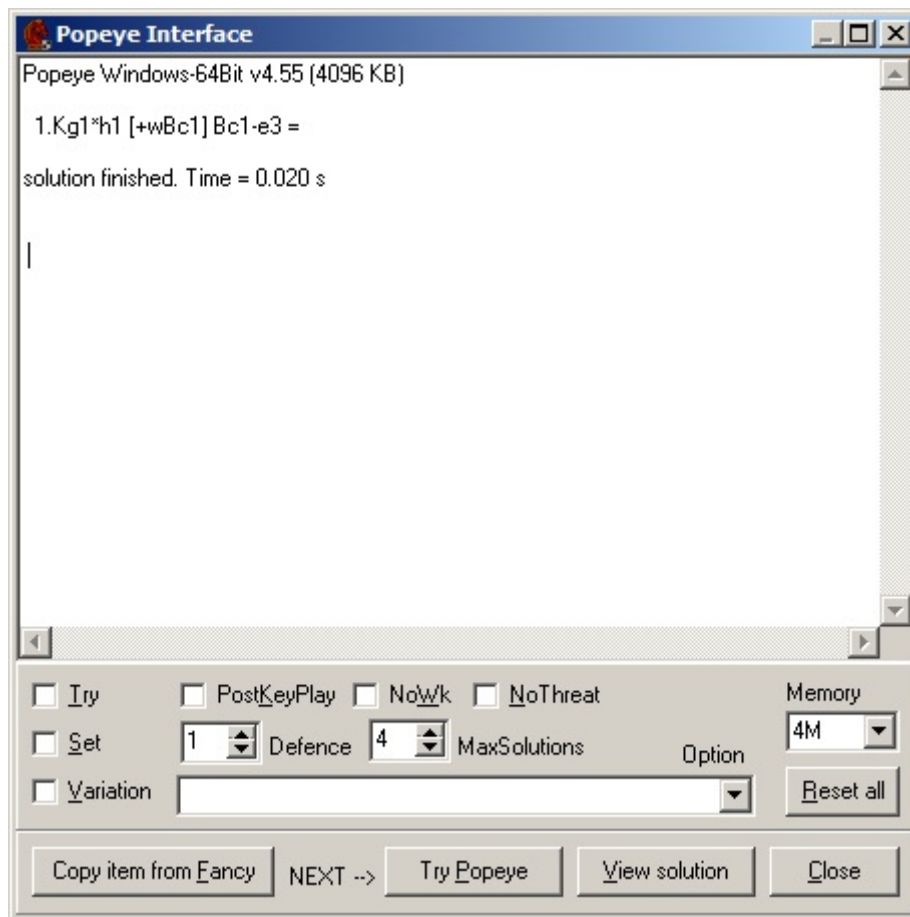 Popeye Interface
Popeye Windows-64Bit v4.55 (4096 KB)
1.Kg1*h1 [+wBc1] Bc1-e3 =
solution finished. Time = 0.020 s
Try
PostKeyPlay
NoWk
NoThreat
Memory
Set
1
Defence
4
MaxSolutions
Option
4M
Variation
Reset all
Copy item from Fancy
NEXT -->
Try Popeye
View solution
Close